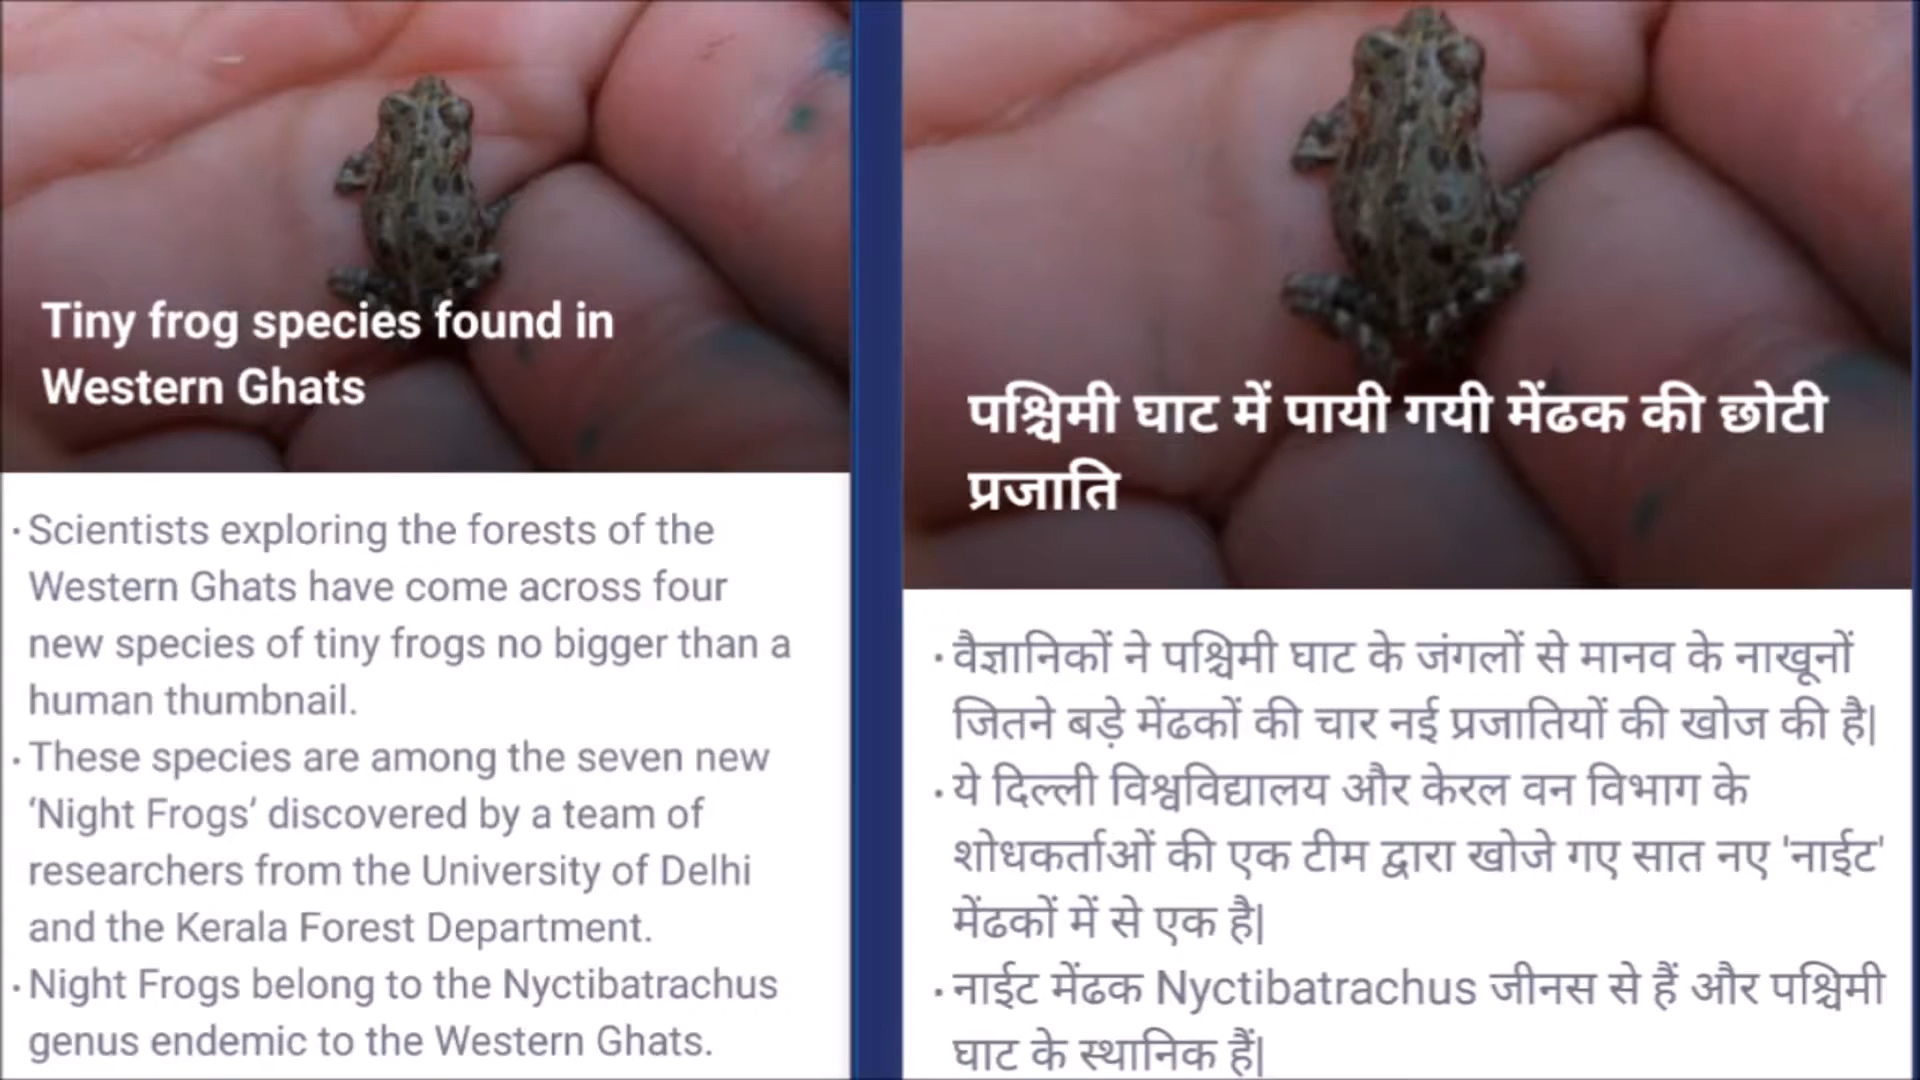 Tiny frog species found in
Western Ghats
· Scientists exploring the forests of the
Western Ghats have come across four
new species of tiny frogs no bigger than a
human thumbnail.
· These species are among the seven new
‘Night Frogs’ discovered by a team of
researchers from the University of Delhi
and the Kerala Forest Department.
· Night Frogs belong to the Nyctibatrachus
genus endemic to the Western Ghats.
पश्चिमी घाट में पायी गयी मेंढक की छोटी
प्रजाति
· वैज्ञानिकों ने पश्चिमी घाट के जंगलों से मानव के नाखूनों
जितने बड़े मेंढकों की चार नई प्रजातियों की खोज की है|
· ये दिल्ली विश्वविद्यालय और केरल वन विभाग के
शोधकर्ताओं की एक टीम द्वारा खोजे गए सात नए 'नाईट'
मेंढकों में से एक है|
· नाईट मेंढक Nyctibatrachus जीनस से हैं और पश्चिमी
घाट के स्थानिक हैं|